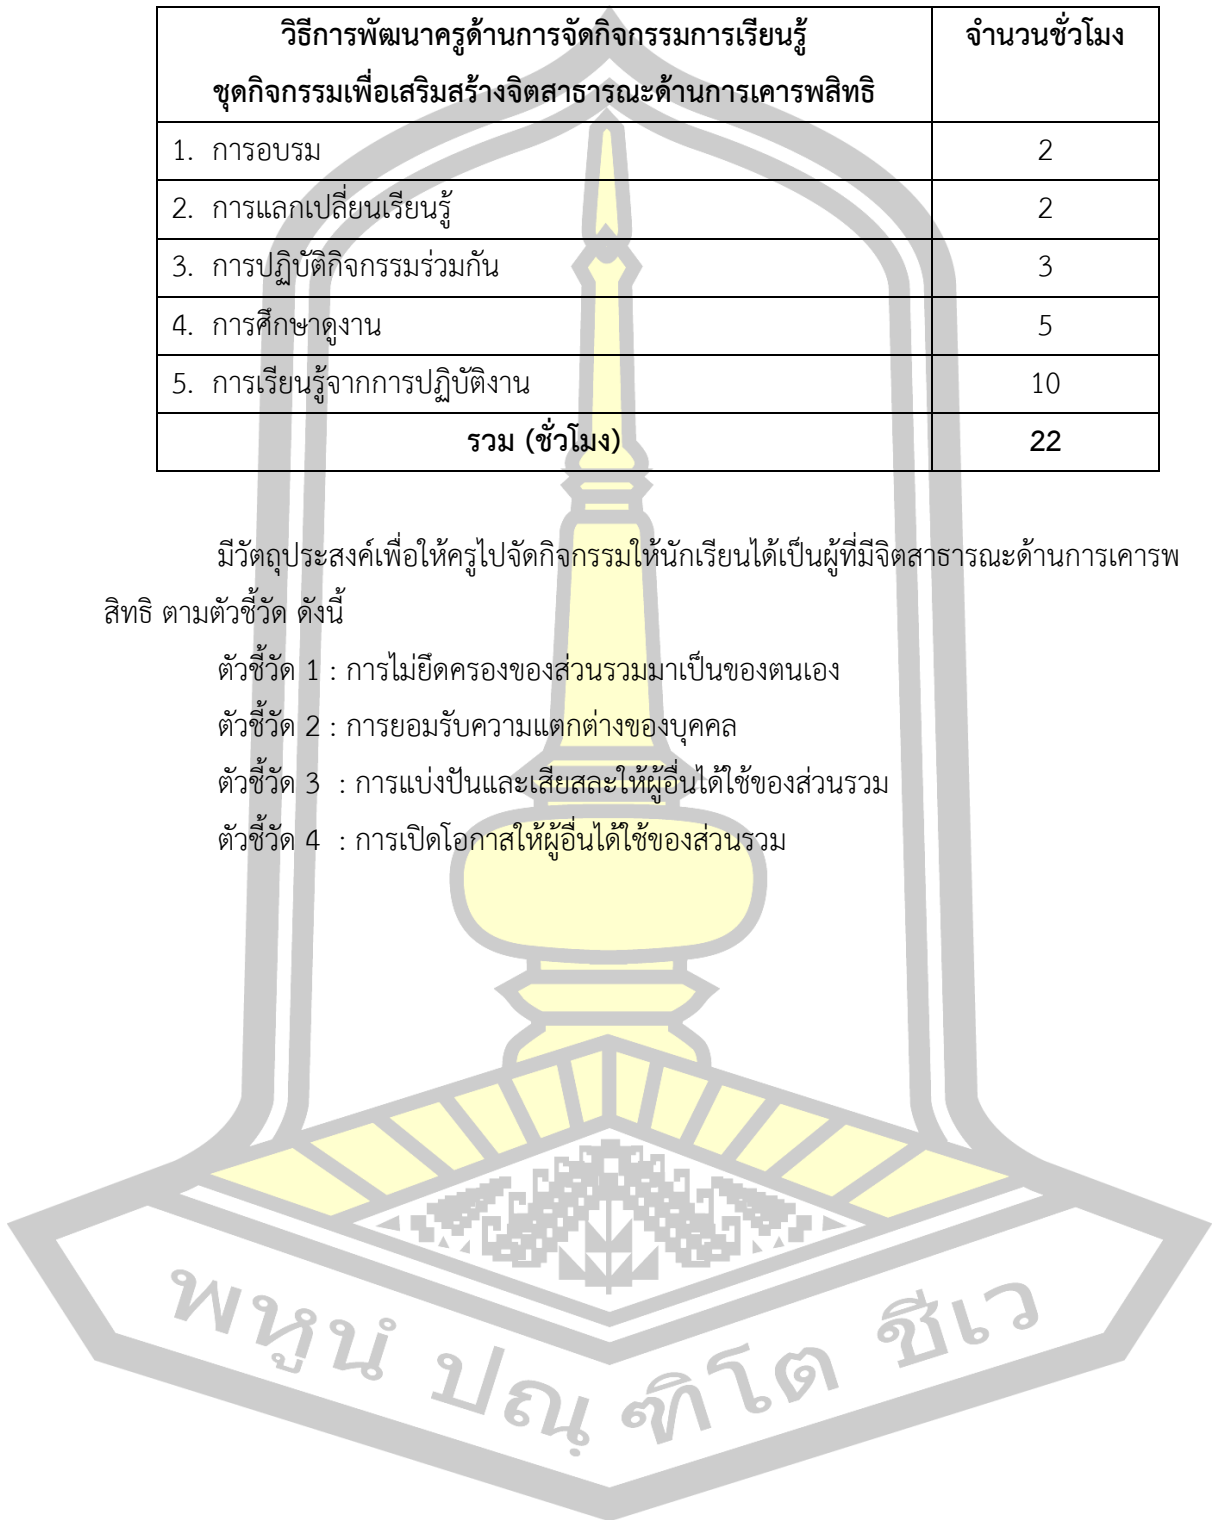 วิธีการพัฒนาครูด้านการจัดกิจกรรมการเรียนรู้ จำนวนชั่วโมง
ชุดกิจกรรมเพื่อเสริมสร้างจิตสาธารณะด้านการเคารพสิทธิ
1. การอบรม 2
2. การแลกเปลี่ยนเรียนรู้ 2
3. การปฏิบัติกิจกรรมร่วมกัน 3
4. การศึกษาดูงาน 5
5. การเรียนรู้จากการปฏิบัติงาน 10
รวม (ชั่วโมง) 22
มีวัตถุประสงค์เพื่อให้ครูไปจัดกิจกรรมให้นักเรียนได้เป็นผู้ที่มีจิตสาธารณะด้านการเคารพ
สิทธิ ตามตัวชี้วัด ดังนี้
ตัวชี้วัด 1 : การไม่ยึดครองของส่วนรวมมาเป็นของตนเอง
ตัวชี้วัด 2 : การยอมรับความแตกต่างของบุคคล
ตัวชี้วัด 3 : การแบ่งปันและเสียสละให้ผู้อื่นได้ใช้ของส่วนรวม
ตัวชี้วัด 4 : การเปิดโอกาสให้ผู้อื่นได้ใช้ของส่วนรวม
พหูนํ ปณฺ ฑิโต ชีเว